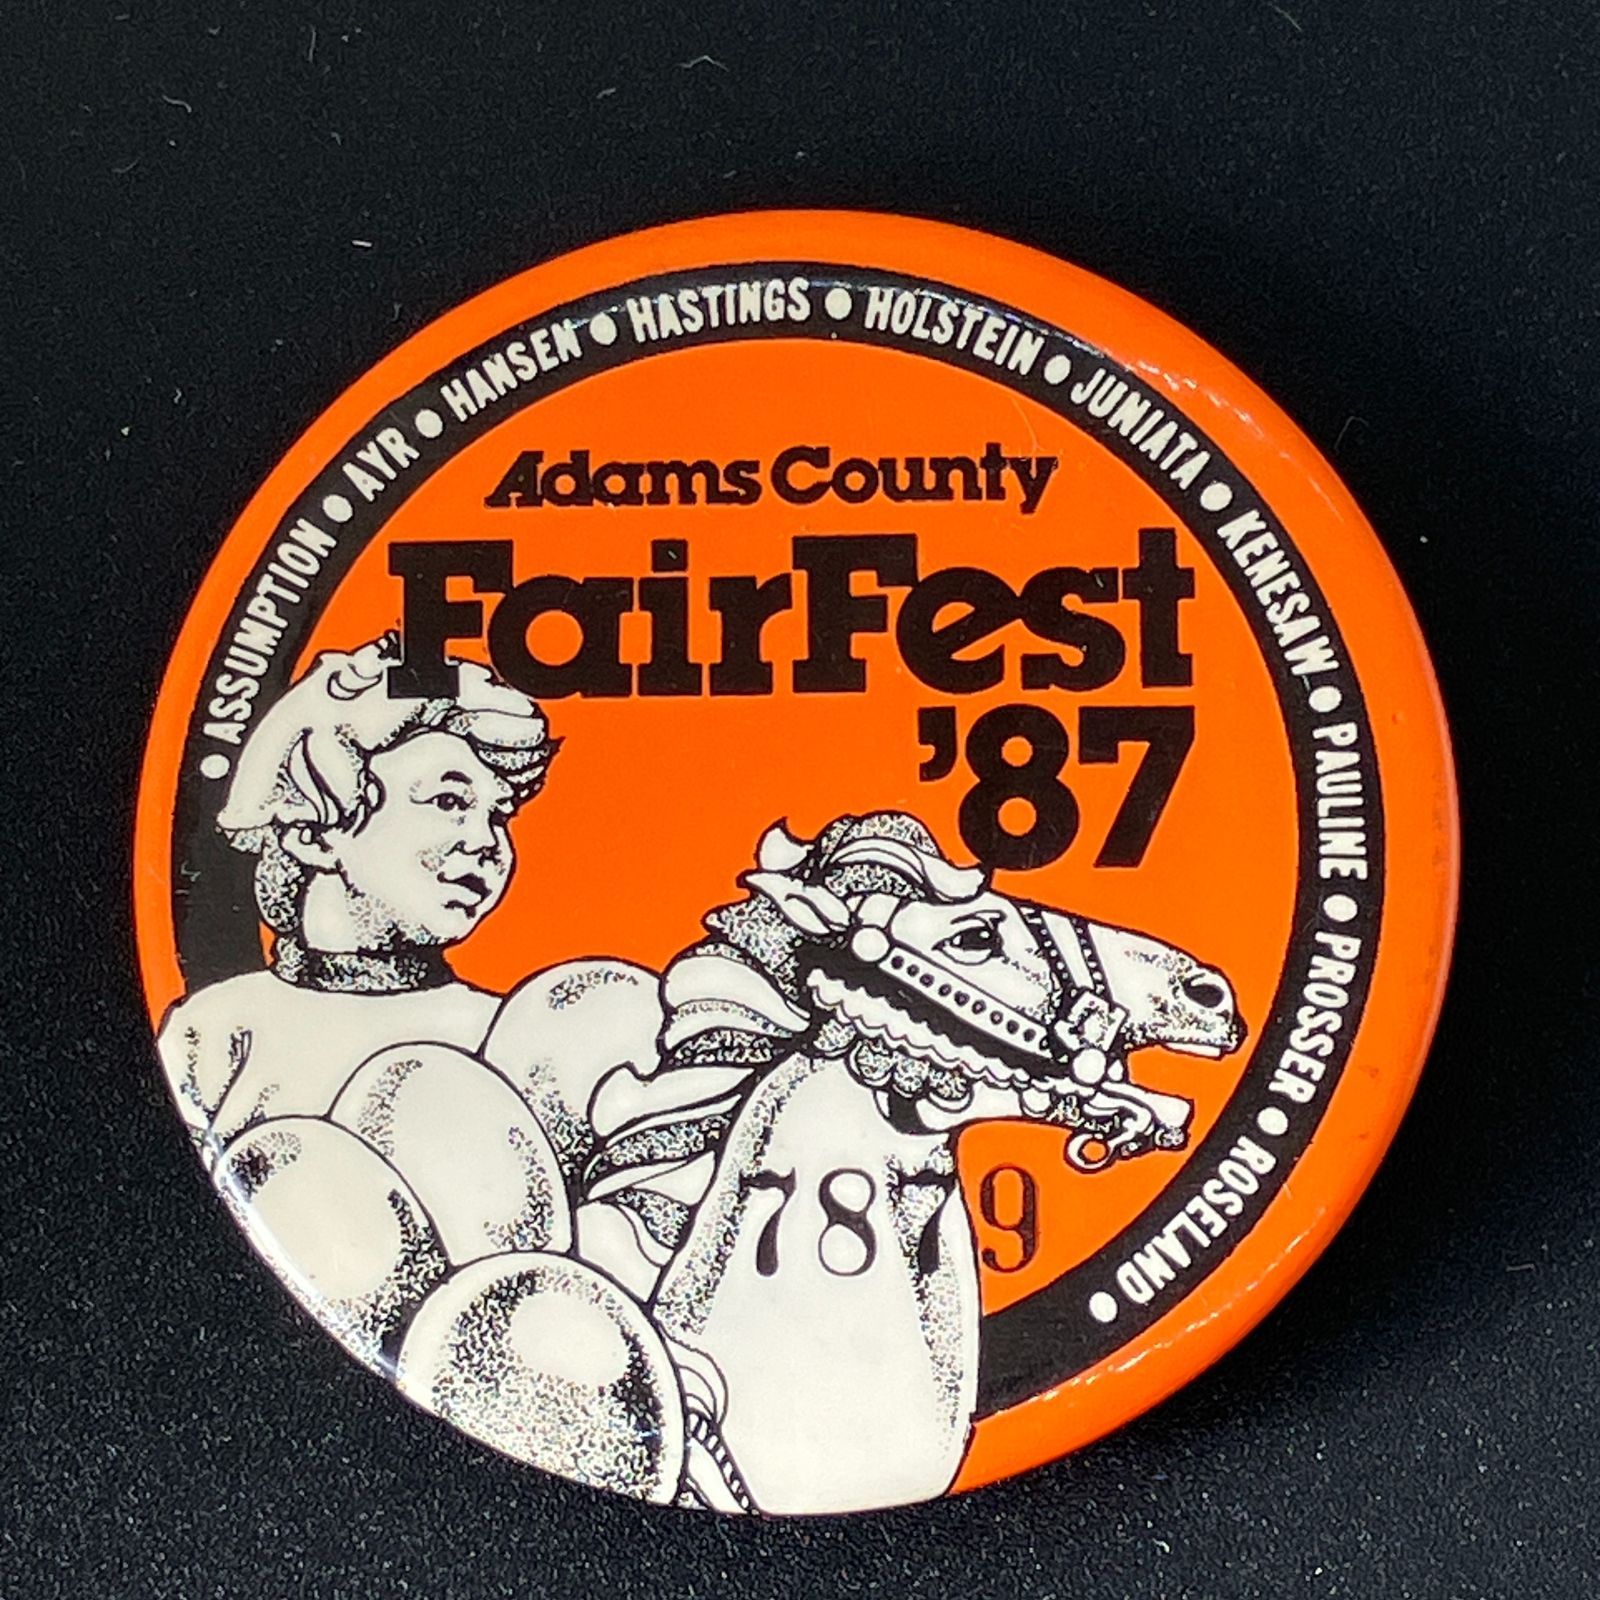 • ASSUMPTION • AYR • HANSEN • HASTINGS • HOLSTEIN • JUNIATA • KENESAW • PAULINE • PROSSER • ROSELAND •
Adams County
FairFest
'87
7879